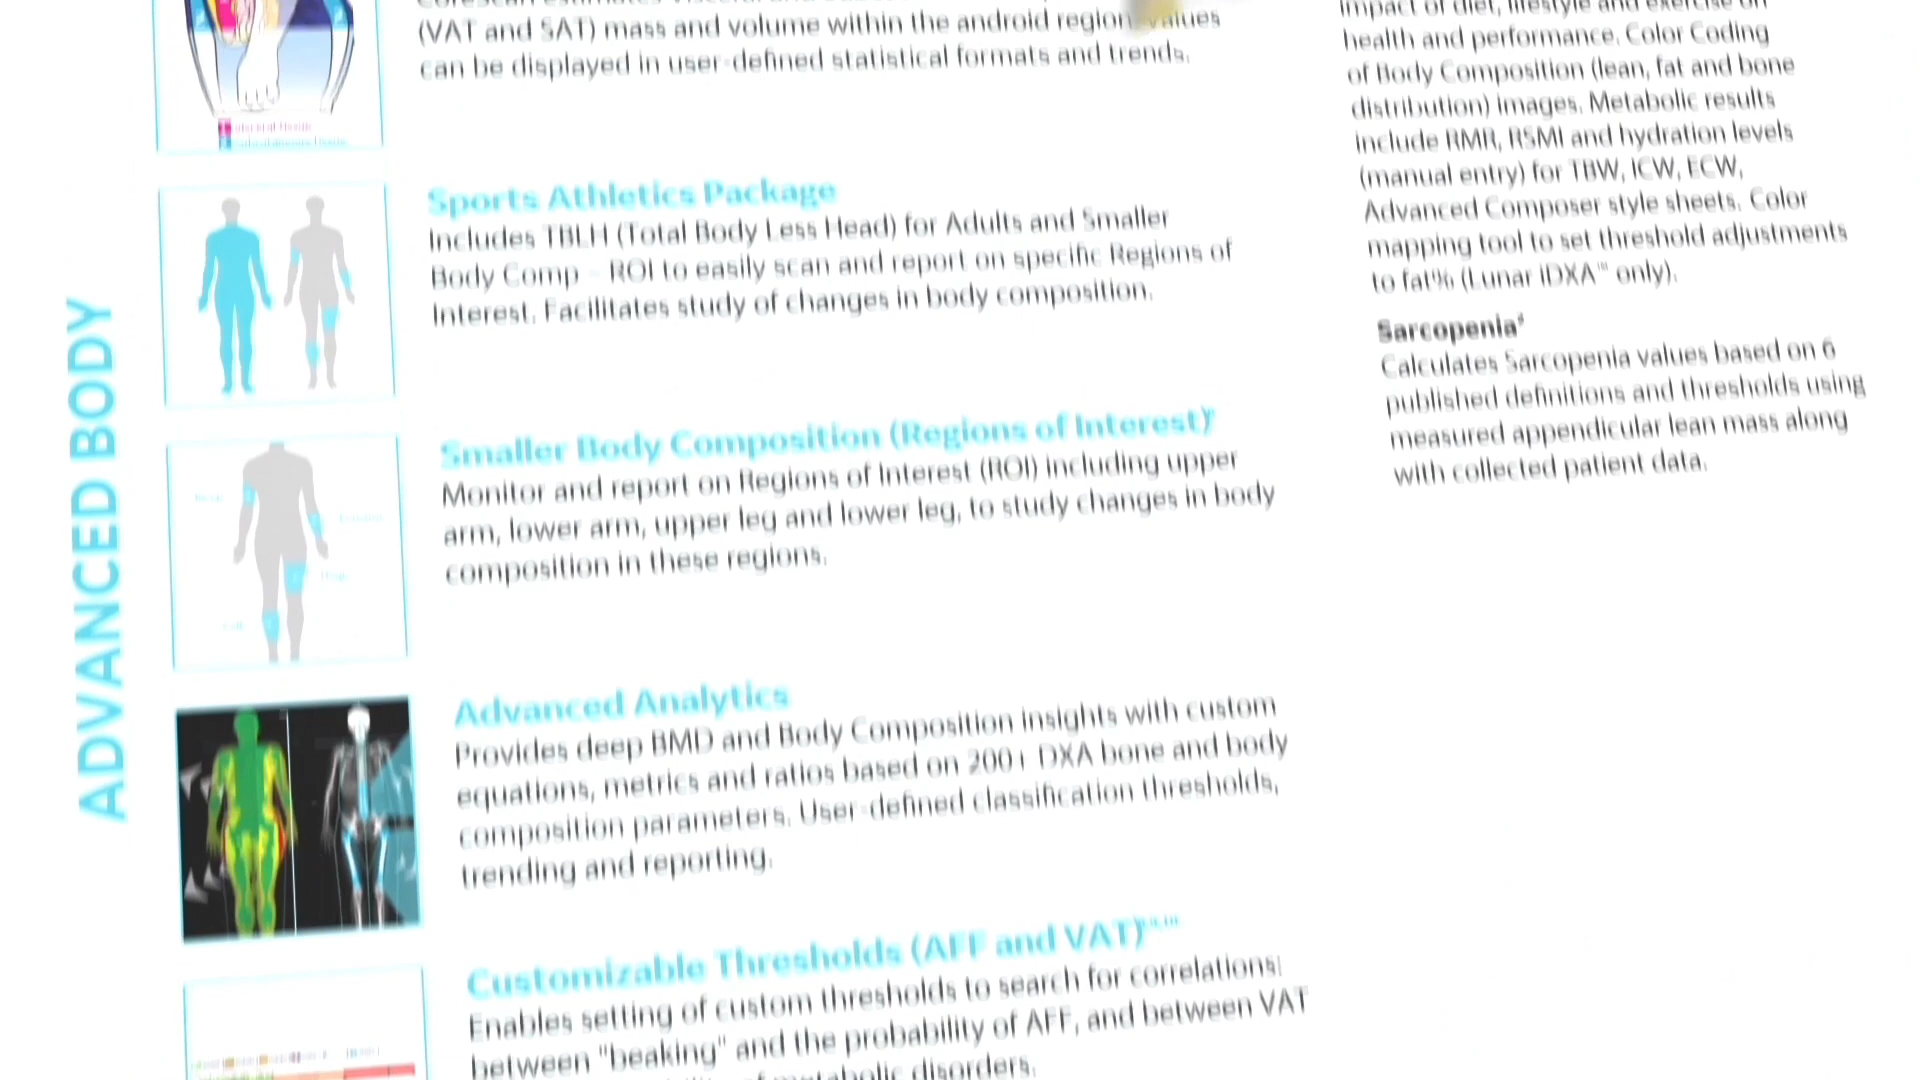 (VAT and SAT) mass and volume within the android region. Values
can be displayed in user-defined statistical formats and trends.
ADVANCED BODY
Sports Athletics Package
Includes TBLH (Total Body Less Head) for Adults and Smaller
Body Comp - ROI to easily scan and report on specific Regions of
Interest. Facilitates study of changes in body composition.
Smaller Body Composition (Regions of Interest)
Monitor and report on Regions of Interest (ROI) including upper
arm, lower arm, upper leg and lower leg, to study changes in body
composition in these regions.
Advanced Analytics
Provides deep BMD and Body Composition insights with custom
equations, metrics and ratios based on 200+ DXA bone and body
composition parameters. User-defined classification thresholds,
trending and reporting.
Customizable Thresholds (AFF and VAT)
Enables setting of custom thresholds to search for correlations:
between "beaking" and the probability of AFF, and between VAT
of metabolic disorders.
impact of diet, lifestyle and exercise on
health and performance. Color Coding
of Body Composition (lean, fat and bone
distribution) images. Metabolic results
include RMR, RSMI and hydration levels
(manual entry) for TBW, ICW, ECW,
Advanced Composer style sheets. Color
mapping tool to set threshold adjustments
to fat% (Lunar iDXA™ only).
Sarcopenia
Calculates Sarcopenia values based on 6
published definitions and thresholds using
measured appendicular lean mass along
with collected patient data.